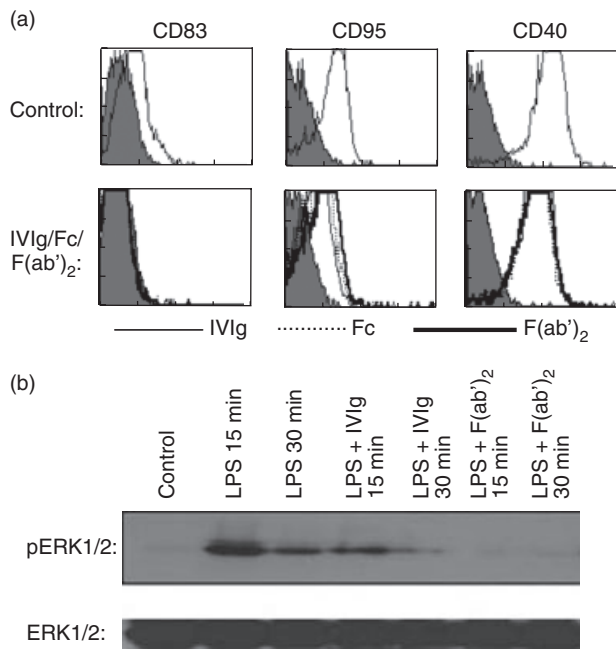 (a)
CD83 CD95 CD40
Control:
IVIg/Fc/
F(ab')2:
IVIg Fc F(ab')2
(b)
Control
LPS 15 min
LPS 30 min
LPS + IVIg
15 min
LPS + IVIg
30 min
LPS + F(ab')2
15 min
LPS + F(ab')2
30 min
pERK1/2:
ERK1/2: